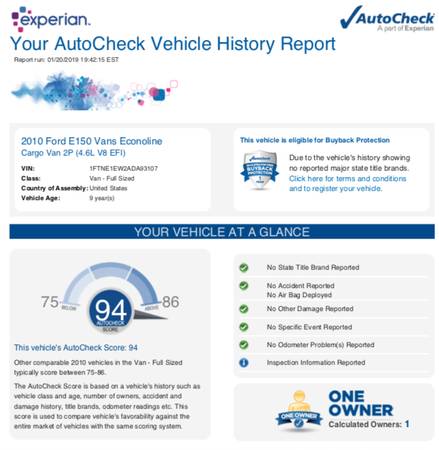 experian.
AutoCheck
A part of Experian
Your AutoCheck Vehicle History Report
Report run: 01/20/2019 19:42:15 EST
2010 Ford E150 Vans Econoline
Cargo Van 2P (4.6L V8 EFI)
VIN: 1FTNE1EW2ADA93107
Class: Van - Full Sized
Country of Assembly: United States
Vehicle Age: 9 year(s)
This vehicle is eligible for Buyback Protection
AutoCheck
BUYBACK
PROTECTION
Due to the vehicle's history showing
no reported major state title brands.
Click here for terms and conditions
and to register your vehicle.
YOUR VEHICLE AT A GLANCE
75 BELOW
94
AUTOCHECK
SCORE
ABOVE 86
This vehicle's AutoCheck Score: 94
Other comparable 2010 vehicles in the Van - Full Sized
typically score between 75-86.
The AutoCheck Score is based on a vehicle's history such as
vehicle class and age, number of owners, accident and
damage history, title brands, odometer readings etc. This
score is used to compare vehicle's favorability against the
entire market of vehicles with the same scoring system.
No State Title Brand Reported
No Accident Reported
No Air Bag Deployed
No Other Damage Reported
No Specific Event Reported
No Odometer Problem(s) Reported
Inspection Information Reported
ONE OWNER
ONE
OWNER
Calculated Owners: 1